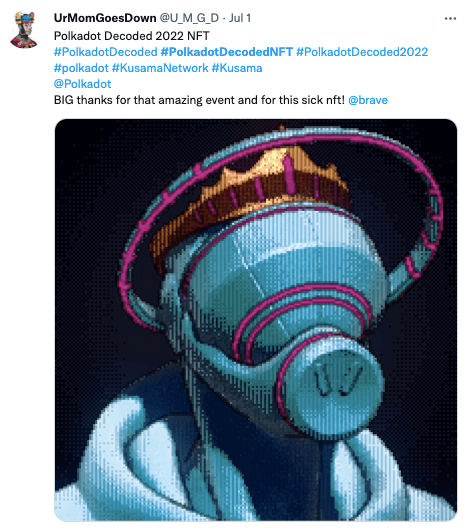 UrMomGoesDown @U_M_G_D · Jul 1
Polkadot Decoded 2022 NFT
#PolkadotDecoded #PolkadotDecodedNFT #PolkadotDecoded2022
#polkadot #KusamaNetwork #Kusama
@Polkadot
BIG thanks for that amazing event and for this sick nft! @brave